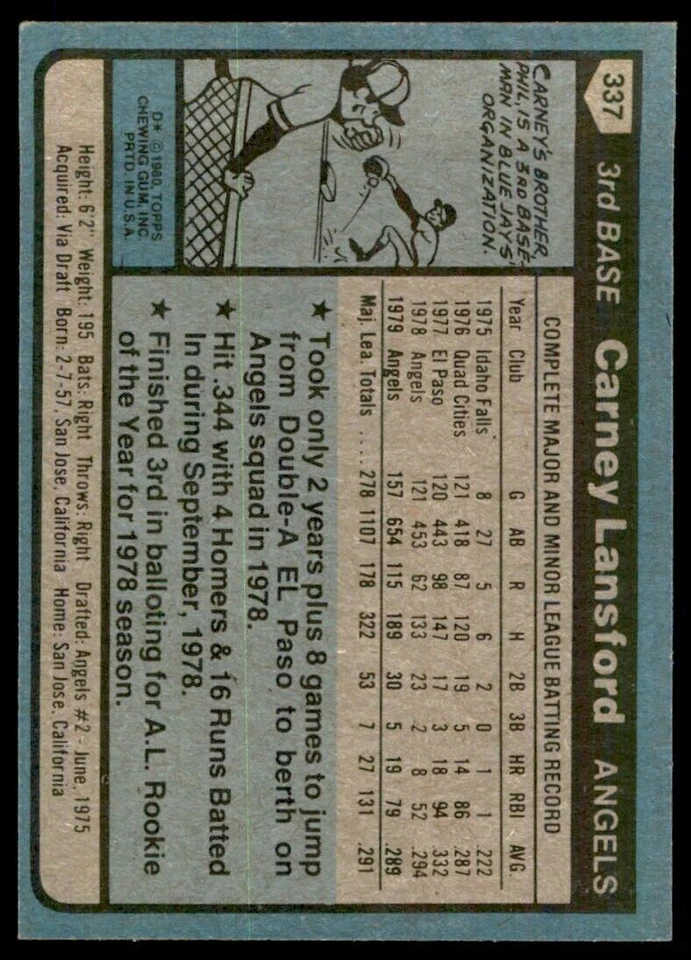 337 3rd BASE Carney Lansford ANGELS
CARNEY'S BROTHER
PHIL, IS A 3RD BASE-
MAN IN BLUE JAYS'
ORGANIZATION.
D* © 1980, TOPPS
CHEWING GUM, INC.
PRTD. IN U.S.A.
COMPLETE MAJOR AND MINOR LEAGUE BATTING RECORD
Year Club G AB R H 2B 3B HR RBI AVG.
1975 Idaho Falls 8 27 5 6 2 0 1 1 .222
1976 Quad Cities 121 418 87 120 19 5 14 86 .287
1977 El Paso 120 443 98 147 17 3 18 94 .332
1978 Angels 121 453 62 133 23 2 8 52 .294
1979 Angels 157 654 115 189 30 5 19 79 .289
Maj. Lea. Totals .... 278 1107 178 322 53 7 27 131 .291
★ Took only 2 years plus 8 games to jump
from Double-A EL Paso to berth on
Angels squad in 1978.
★ Hit .344 with 4 Homers & 16 Runs Batted
In during September, 1978.
★ Finished 3rd in balloting for A.L. Rookie
of the Year for 1978 season.
Height: 6'2" Weight: 195 Bats: Right Throws: Right Drafted: Angels #2 - June, 1975
Acquired: Via Draft Born: 2-7-57, San Jose, California Home: San Jose, California